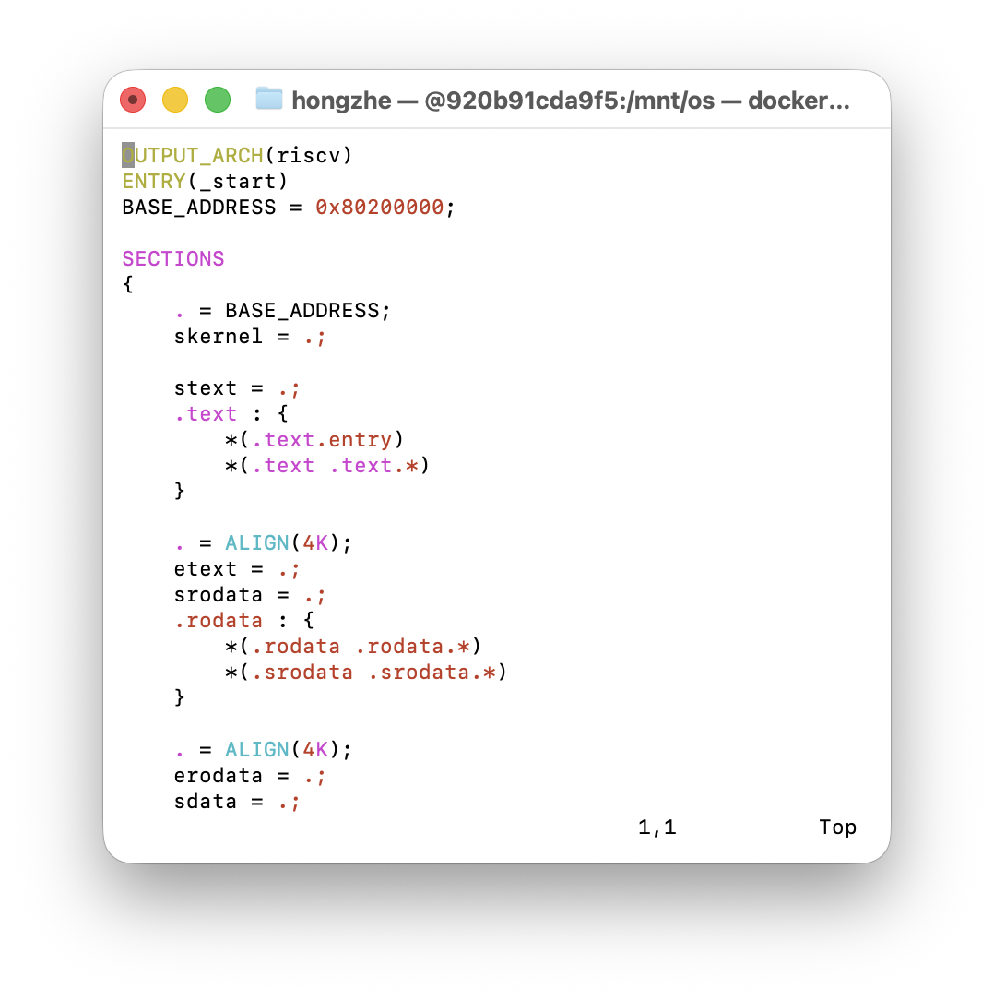 hongzhe — @920b91cda9f5:/mnt/os — docker...
OUTPUT_ARCH(riscv)
ENTRY(_start)
BASE_ADDRESS = 0x80200000;

SECTIONS
{
    . = BASE_ADDRESS;
    skernel = .;

    stext = .;
    .text : {
        *(.text.entry)
        *(.text .text.*)
    }

    . = ALIGN(4K);
    etext = .;
    srodata = .;
    .rodata : {
        *(.rodata .rodata.*)
        *(.srodata .srodata.*)
    }

    . = ALIGN(4K);
    erodata = .;
    sdata = .;
1,1 Top